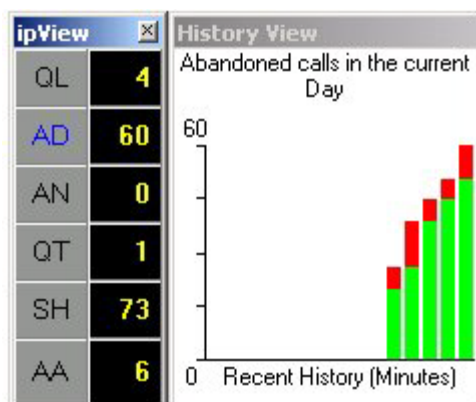 ipView
QL 4
AD 60
AN 0
QT 1
SH 73
AA 6
History View
Abandoned calls in the current
Day
60
0 Recent History (Minutes)